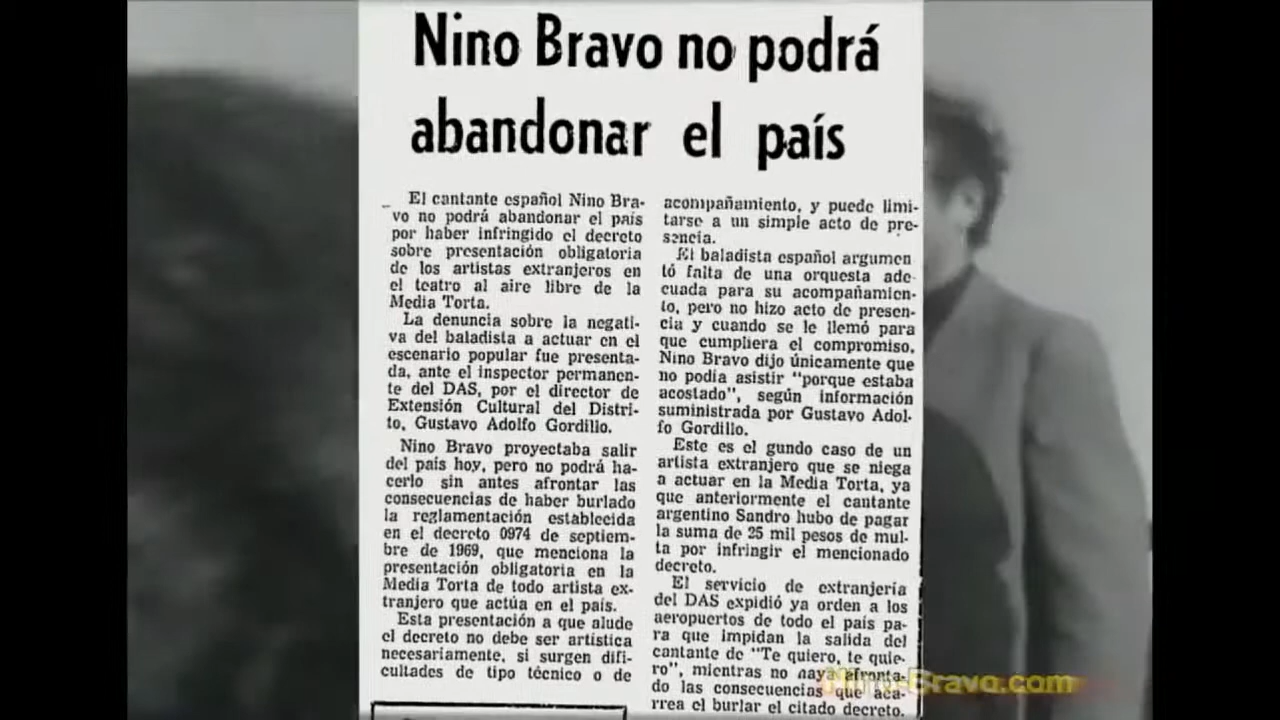 Nino Bravo no podrá
abandonar el país
El cantante español Nino Bra-
vo no podrá abandonar el país
por haber infringido el decreto
sobre presentación obligatoria
de los artistas extranjeros en
el teatro al aire libre de la
Media Torta.
La denuncia sobre la negati-
va del baladista a actuar en el
escenario popular fue presenta-
da, ante el inspector permanen-
te del DAS, por el director de
Extensión Cultural del Distri-
to, Gustavo Adolfo Gordillo.
Nino Bravo proyectaba salir
del país hoy, pero no podrá ha-
cerlo sin antes afrontar las
consecuencias de haber burlado
la reglamentación establecida
en el decreto 0974 de septiem-
bre de 1969, que menciona la
presentación obligatoria en la
Media Torta de todo artista ex-
tranjero que actúa en el país.
Esta presentación a que alude
el decreto no debe ser artística
necesariamente, si surgen difi-
cultades de tipo técnico o de
acompañamiento, y puede limi-
tarse a un simple acto de pre-
sencia.
El baladista español argumen
tó falta de una orquesta ade-
cuada para su acompañamien-
to, pero no hizo acto de presen-
cia y cuando se le llemó para
que cumpliera el compromiso,
Nino Bravo dijo únicamente que
no podía asistir "porque estaba
acostado", según información
suministrada por Gustavo Adol-
fo Gordillo.
Este es el gundo caso de un
artista extranjero que se niega
a actuar en la Media Torta, ya
que anteriormente el cantante
argentino Sandro hubo de pagar
la suma de 25 mil pesos de mul-
ta por infringir el mencionado
decreto.
El servicio de extranjería
del DAS expidió ya orden a los
aeropuertos de todo el país pa-
ra que impidan la salida del
cantante de "Te quiero, te quie-
ro", mientras no haya afronta-
do las consecuencias que aca-
rrea el burlar el citado decreto.
Nino-Bravo.com